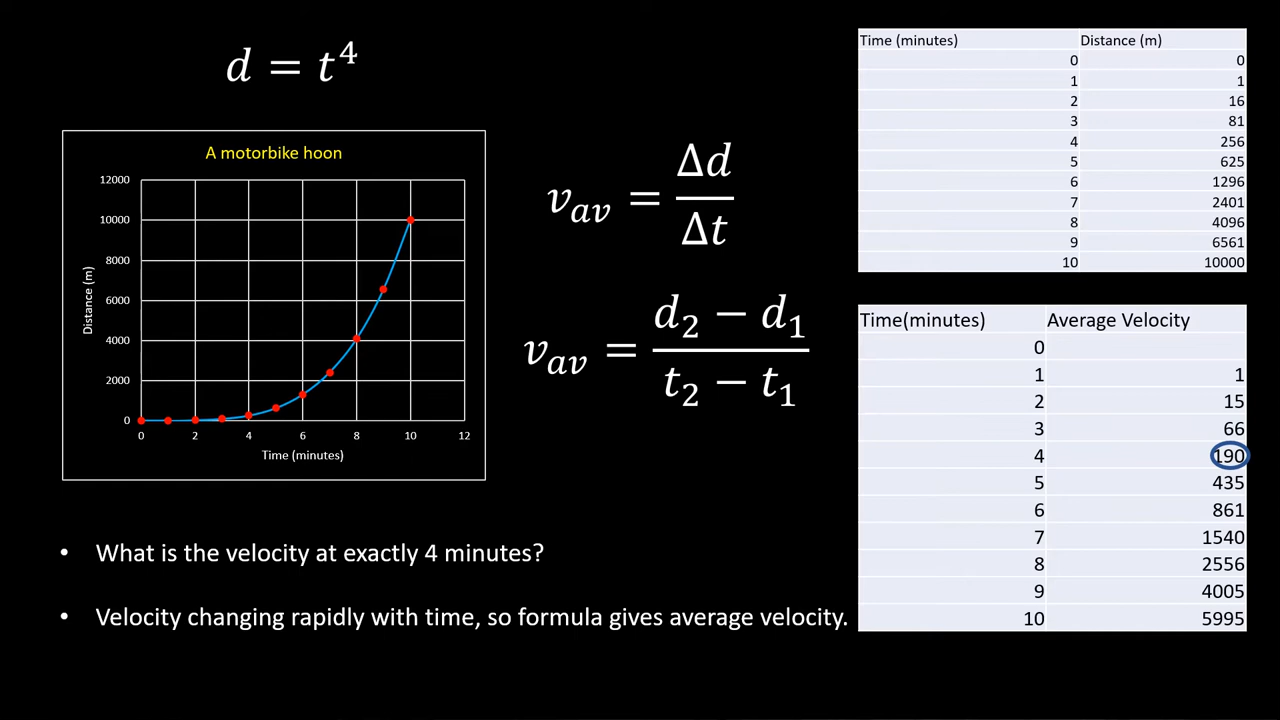 d = t⁴
A motorbike hoon
12000
10000
8000
6000
4000
2000
0
Distance (m)
0 2 4 6 8 10 12
Time (minutes)
v_av = Δd/Δt
v_av = (d₂ − d₁)/(t₂ − t₁)
Time (minutes) Distance (m)
0 0
1 1
2 16
3 81
4 256
5 625
6 1296
7 2401
8 4096
9 6561
10 10000
Time(minutes) Average Velocity
0
1 1
2 15
3 66
4 190
5 435
6 861
7 1540
8 2556
9 4005
10 5995
• What is the velocity at exactly 4 minutes?
• Velocity changing rapidly with time, so formula gives average velocity.